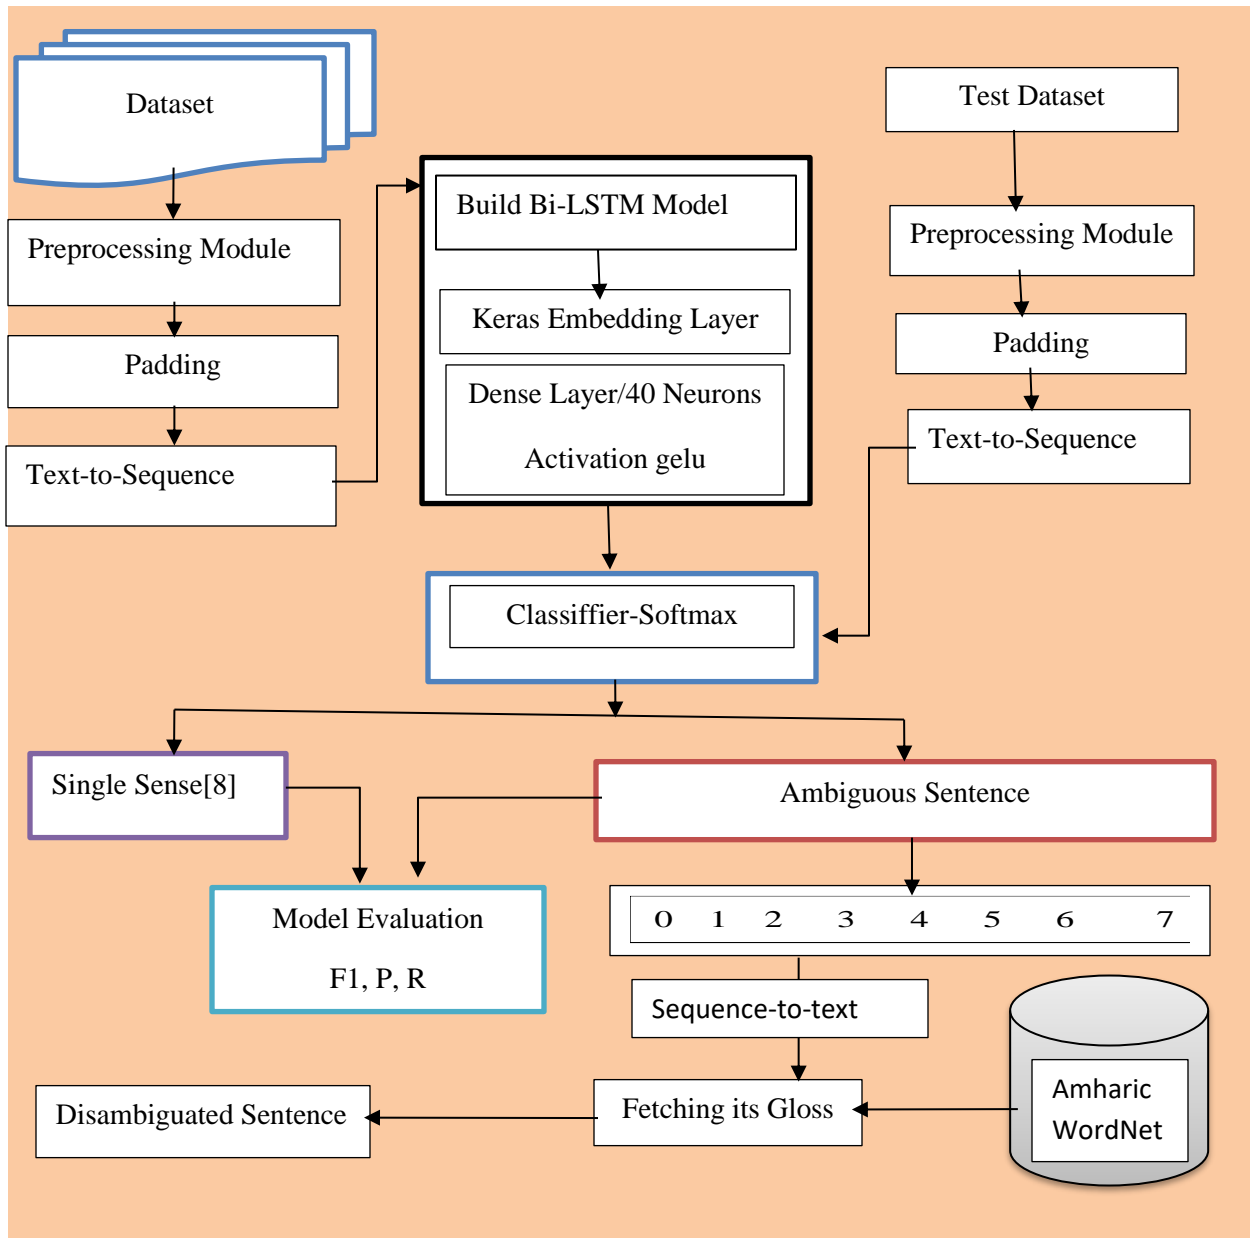 Dataset
Test Dataset
Build Bi-LSTM Model
Preprocessing Module
Preprocessing Module
Keras Embedding Layer
Padding
Padding
Dense Layer/40 Neurons
Activation gelu
Text-to-Sequence
Text-to-Sequence
Classiffier-Softmax
Single Sense[8]
Ambiguous Sentence
Model Evaluation
F1, P, R
0 1 2 3 4 5 6 7
Sequence-to-text
Amharic
WordNet
Fetching its Gloss
Disambiguated Sentence